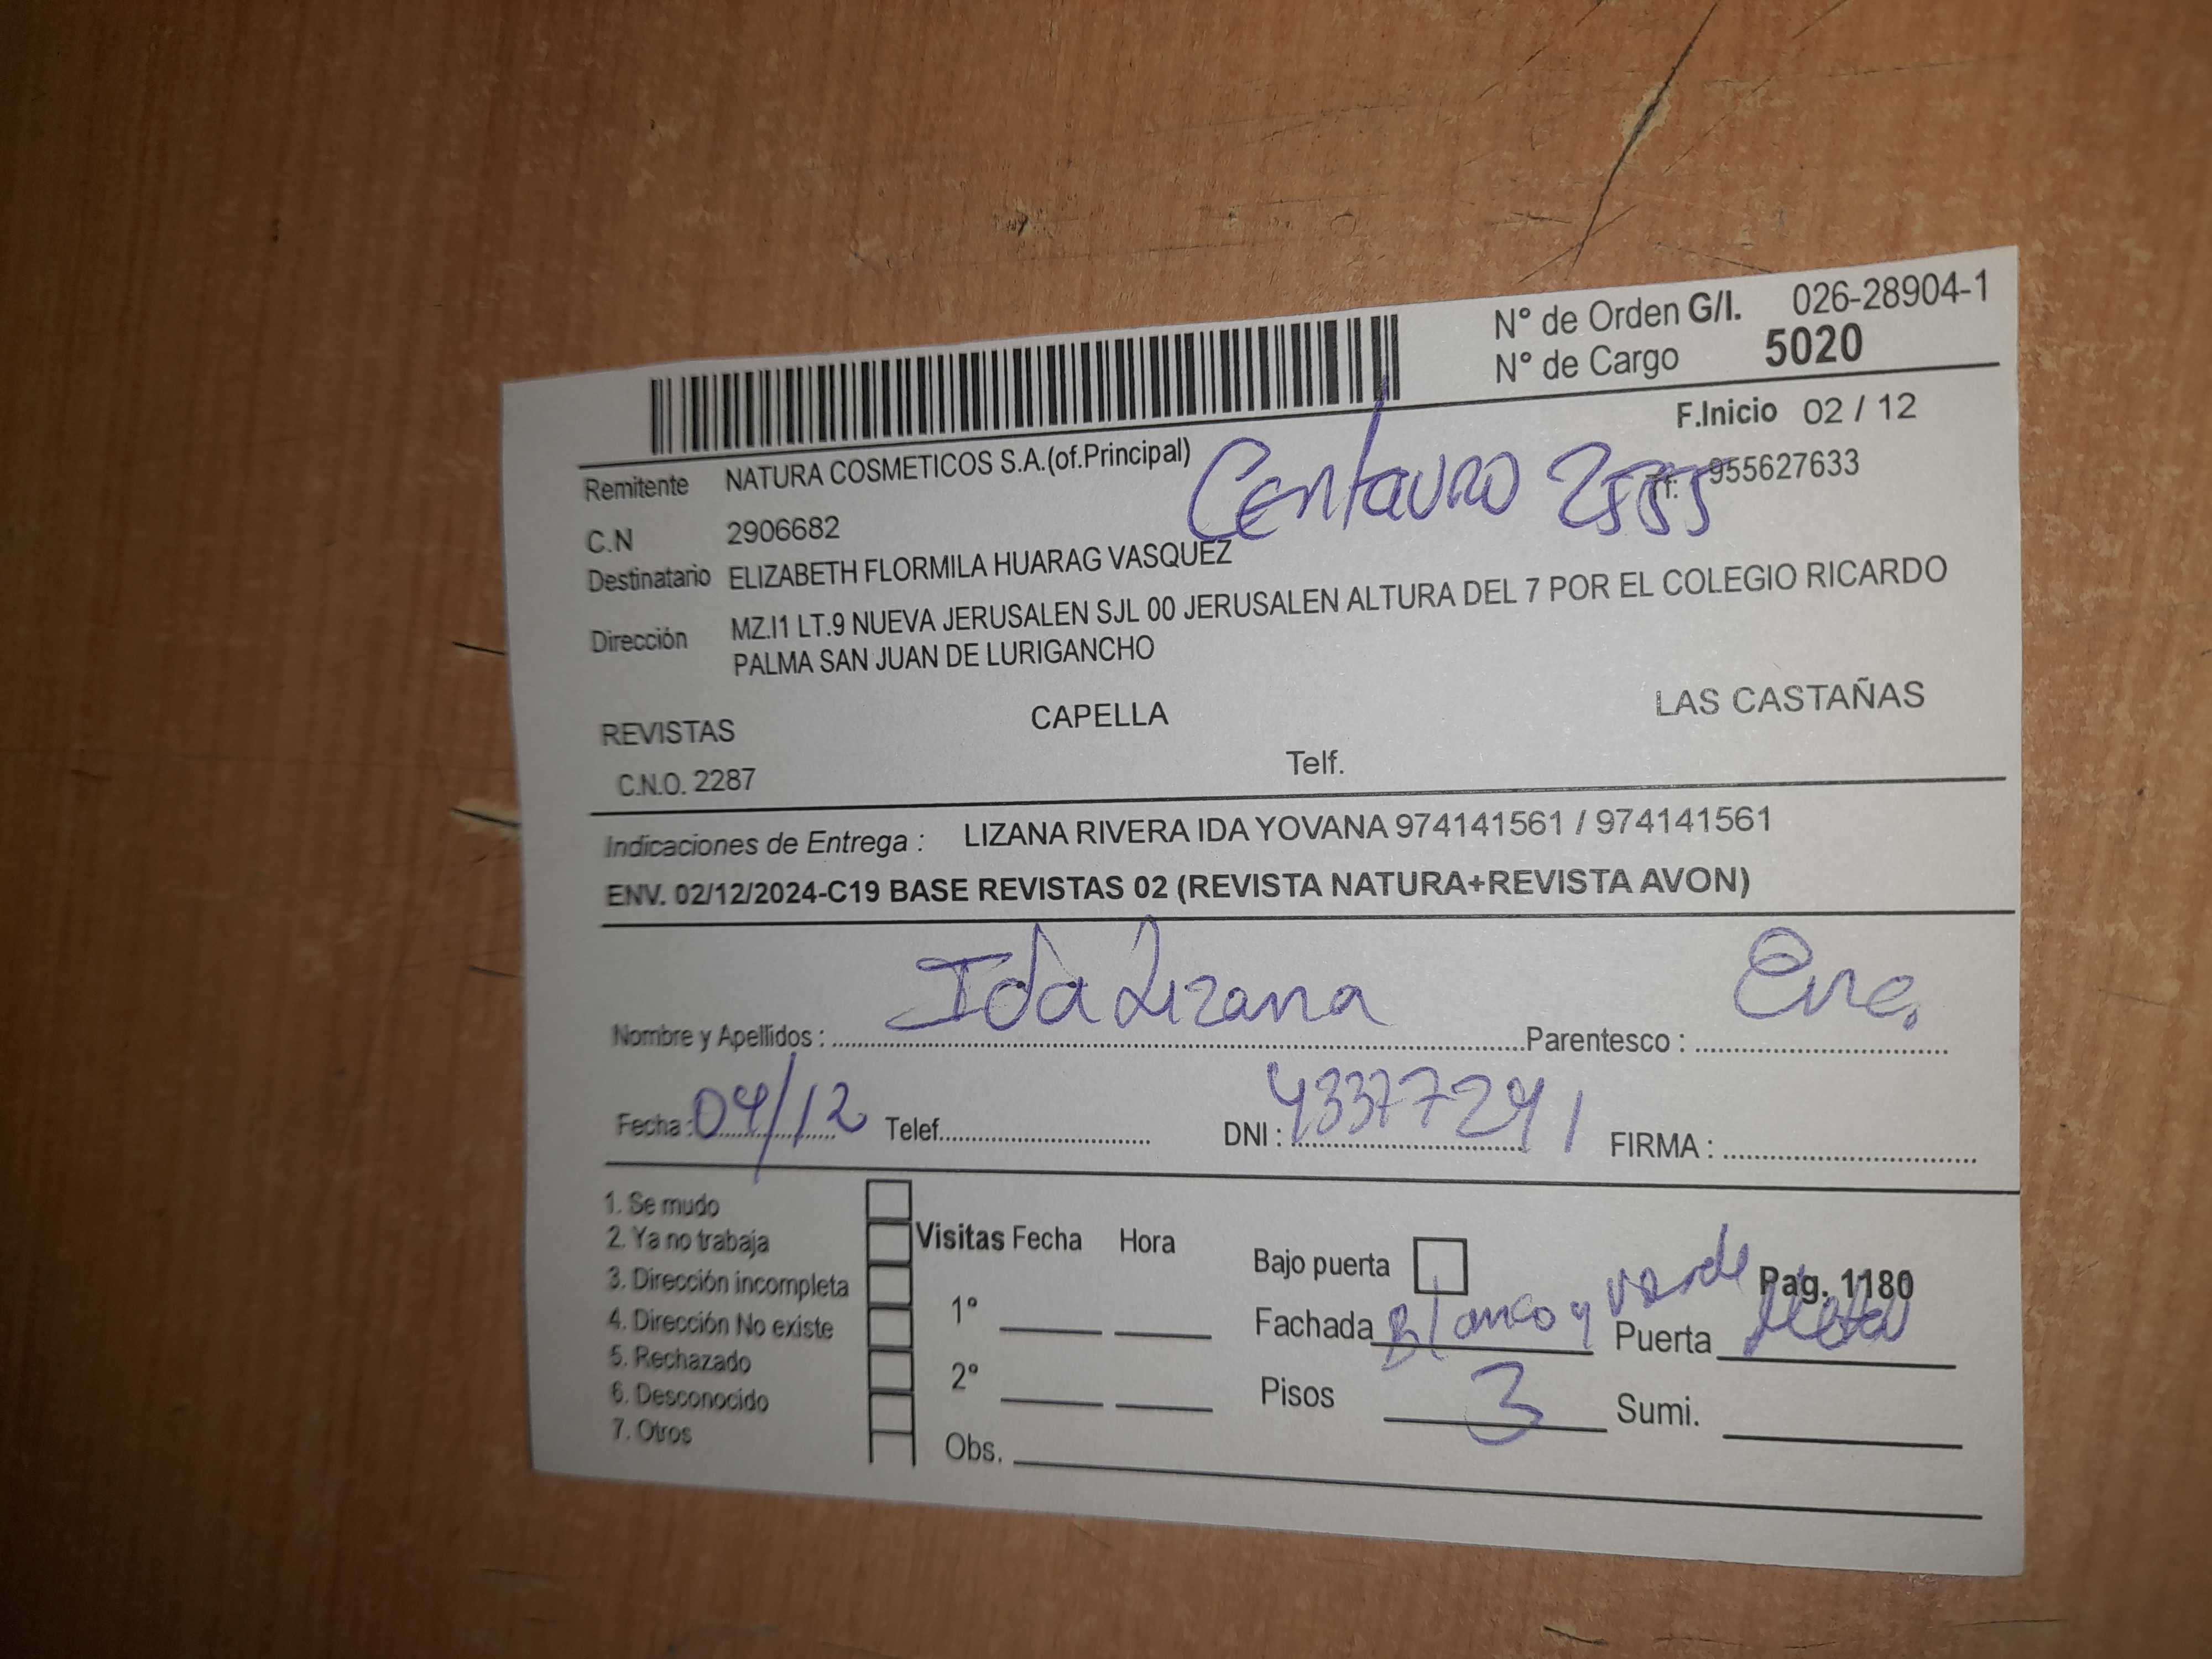 N° de Orden G/I. 026-28904-1
N° de Cargo 5020
F.Inicio 02 / 12
Remitente NATURA COSMETICOS S.A.(of.Principal)
Centauro 2555
Tf. 955627633
C.N 2906682
Destinatario ELIZABETH FLORMILA HUARAG VASQUEZ
Dirección MZ.I1 LT.9 NUEVA JERUSALEN SJL 00 JERUSALEN ALTURA DEL 7 POR EL COLEGIO RICARDO
PALMA SAN JUAN DE LURIGANCHO
REVISTAS CAPELLA LAS CASTAÑAS
C.N.O. 2287 Telf.
Indicaciones de Entrega : LIZANA RIVERA IDA YOVANA 974141561 / 974141561
ENV. 02/12/2024-C19 BASE REVISTAS 02 (REVISTA NATURA+REVISTA AVON)
Nombre y Apellidos : Ida Lizana Parentesco : Enc.
Fecha : 04/12 Telef. DNI : 43377241 FIRMA :
1. Se mudo
2. Ya no trabaja
3. Dirección incompleta
4. Dirección No existe
5. Rechazado
6. Desconocido
7. Otros
Visitas Fecha Hora
1°
2°
Obs.
Bajo puerta
Pag. 1180
Fachada Blanco y verde Puerta Metal
Pisos 3 Sumi.